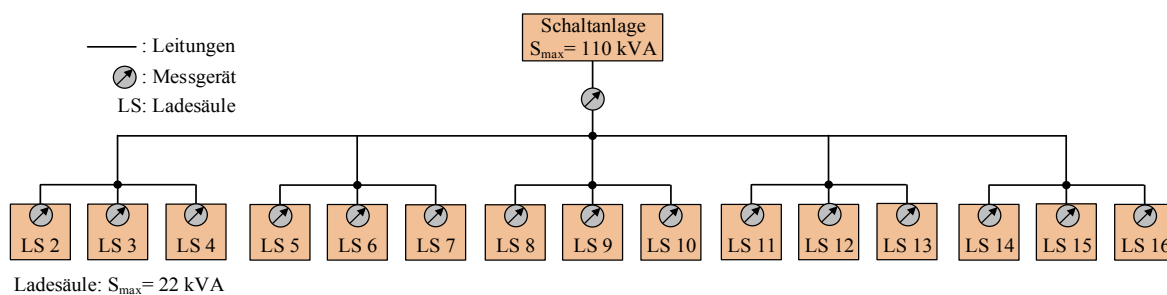 Schaltanlage
Smax= 110 kVA
: Leitungen
: Messgerät
LS: Ladesäule
LS 2 LS 3 LS 4 LS 5 LS 6 LS 7 LS 8 LS 9 LS 10 LS 11 LS 12 LS 13 LS 14 LS 15 LS 16
Ladesäule: Smax= 22 kVA